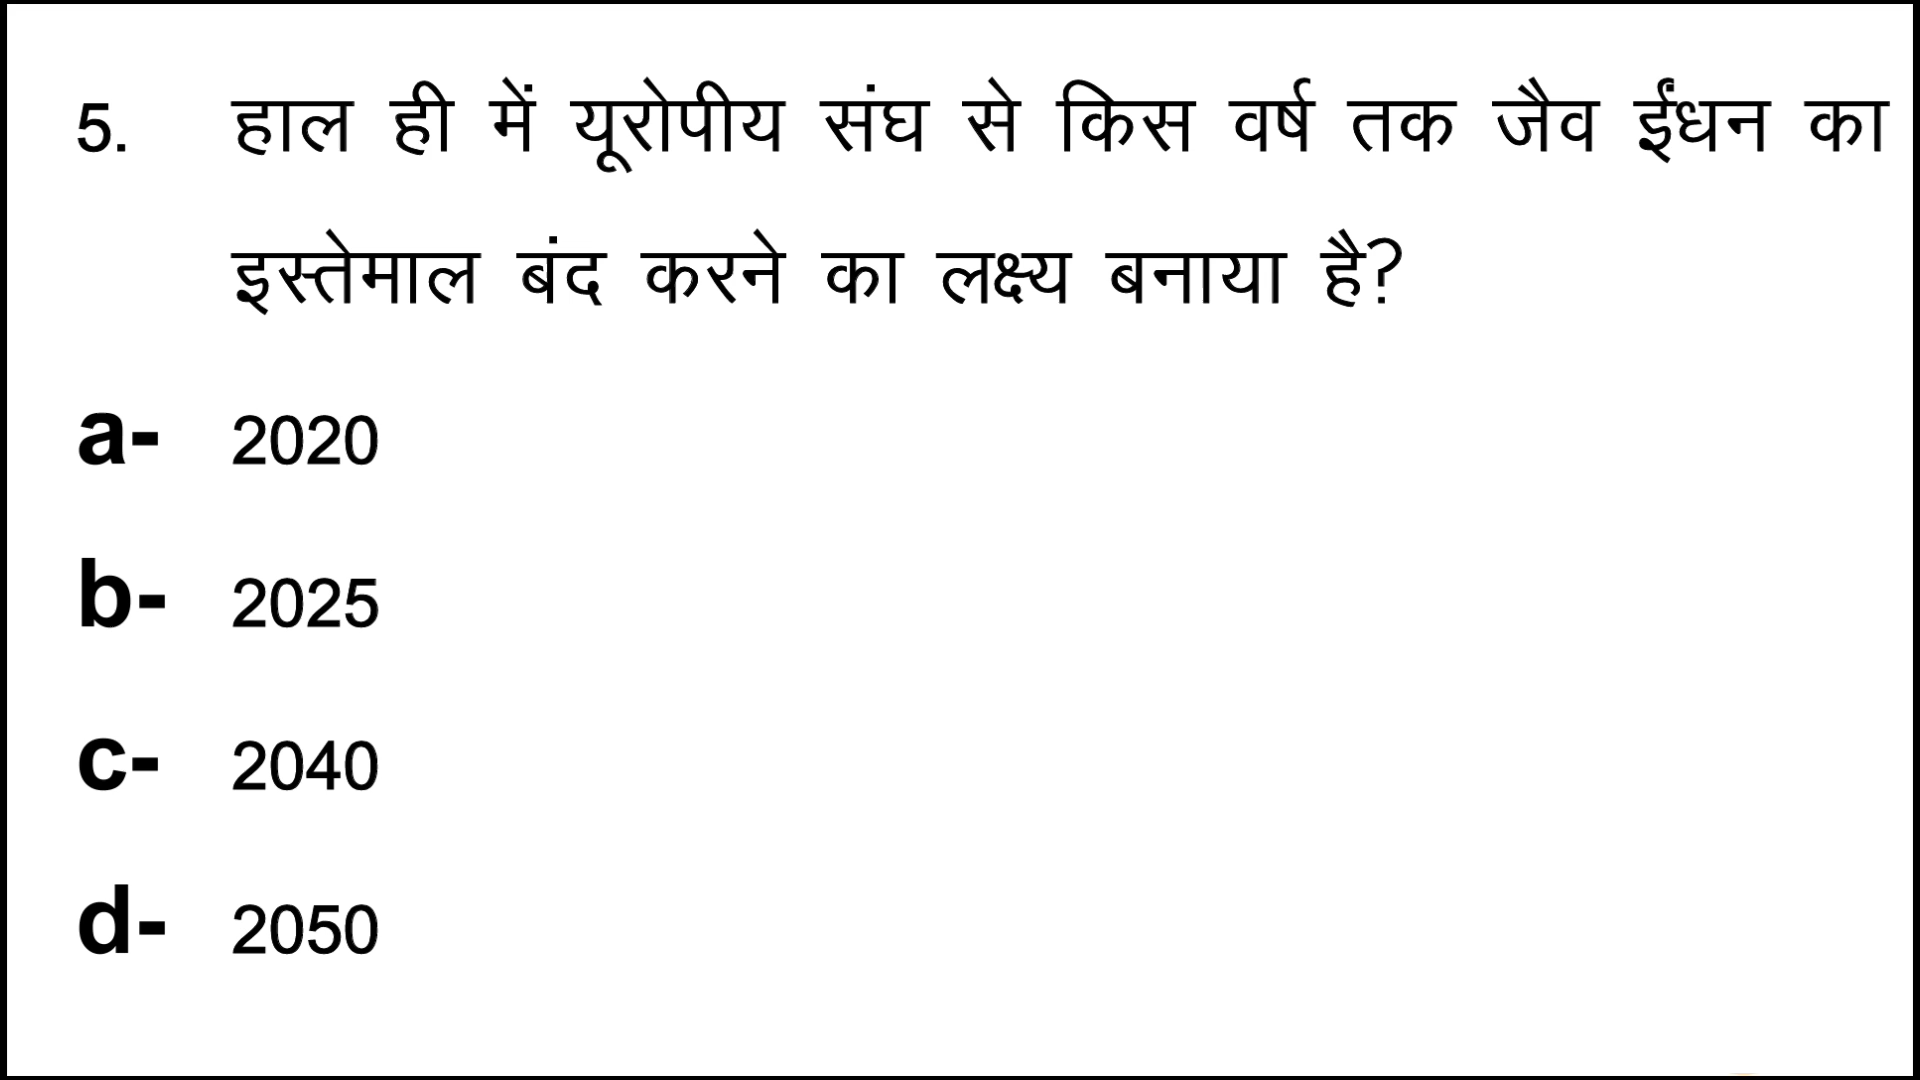 5. हाल ही में यूरोपीय संघ से किस वर्ष तक जैव ईंधन का
इस्तेमाल बंद करने का लक्ष्य बनाया है?
a- 2020
b- 2025
c- 2040
d- 2050